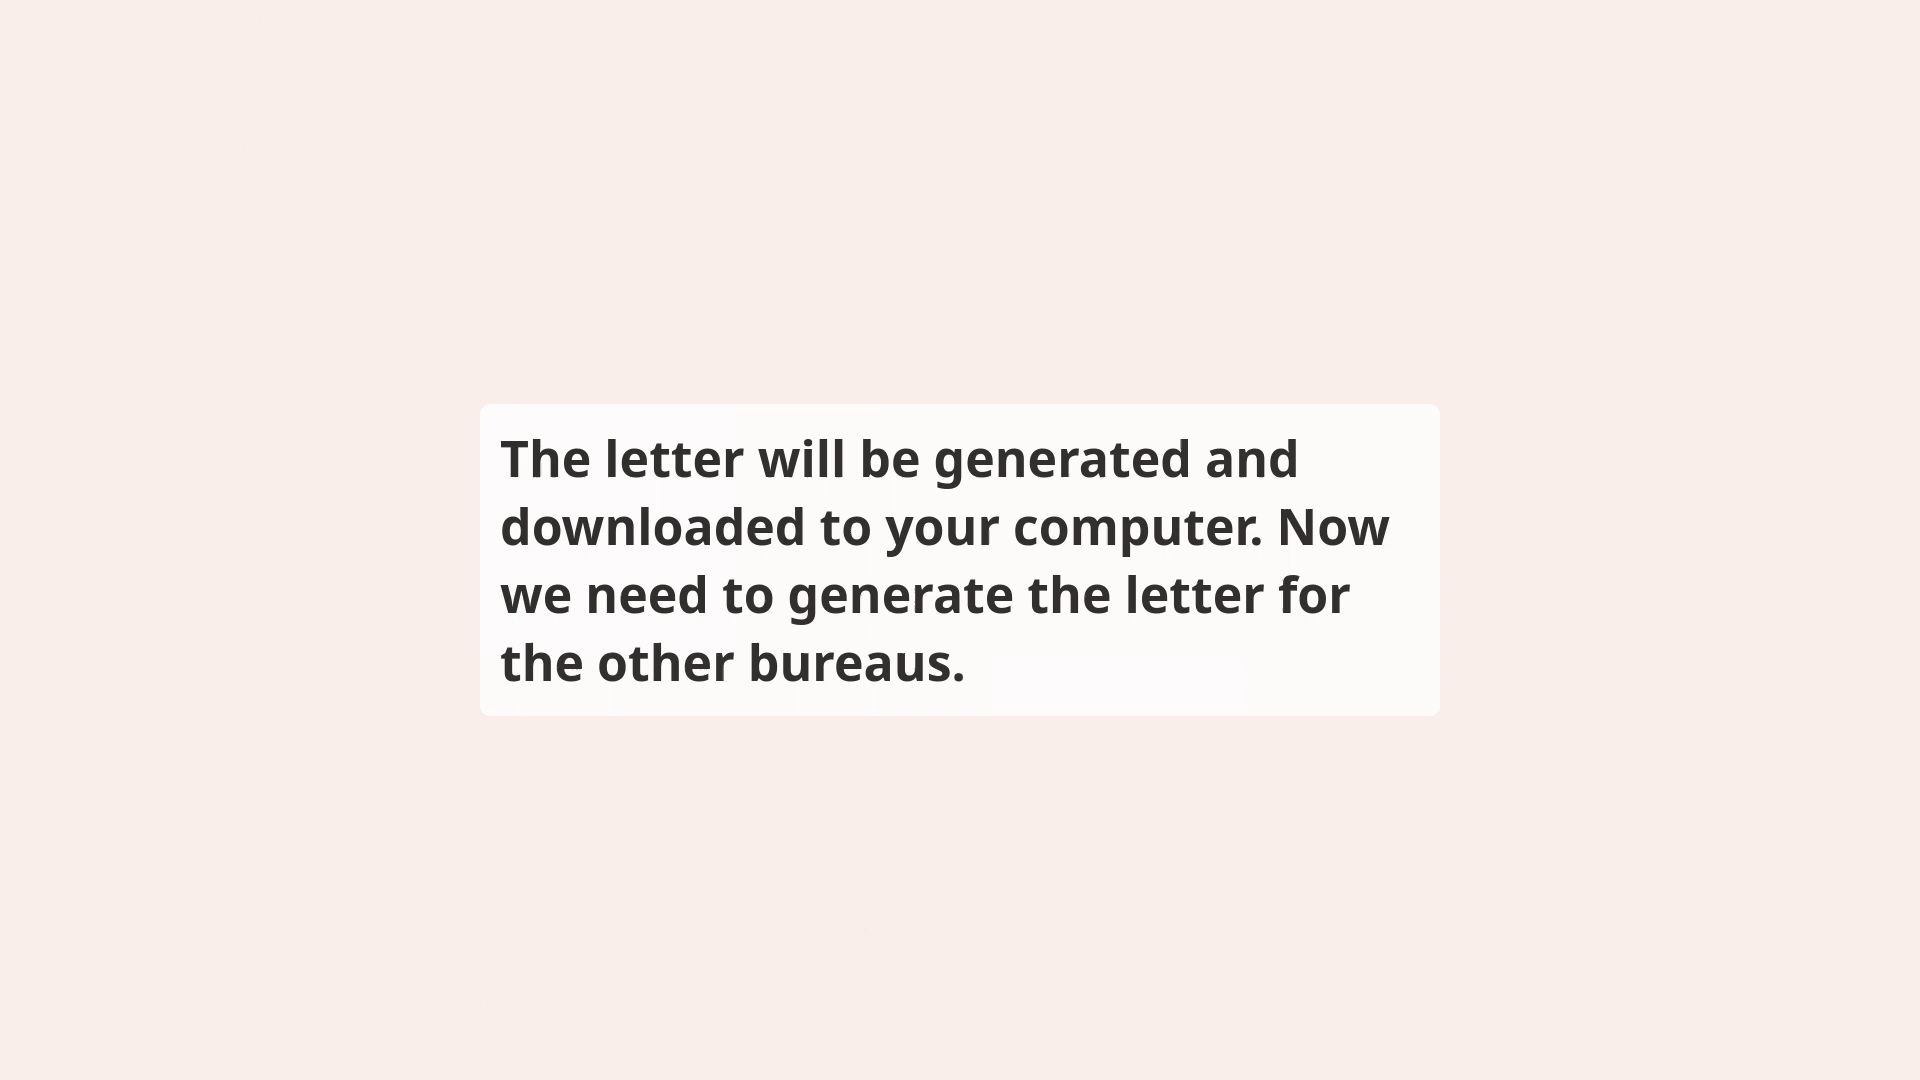 The letter will be generated and
downloaded to your computer. Now
we need to generate the letter for
the other bureaus.